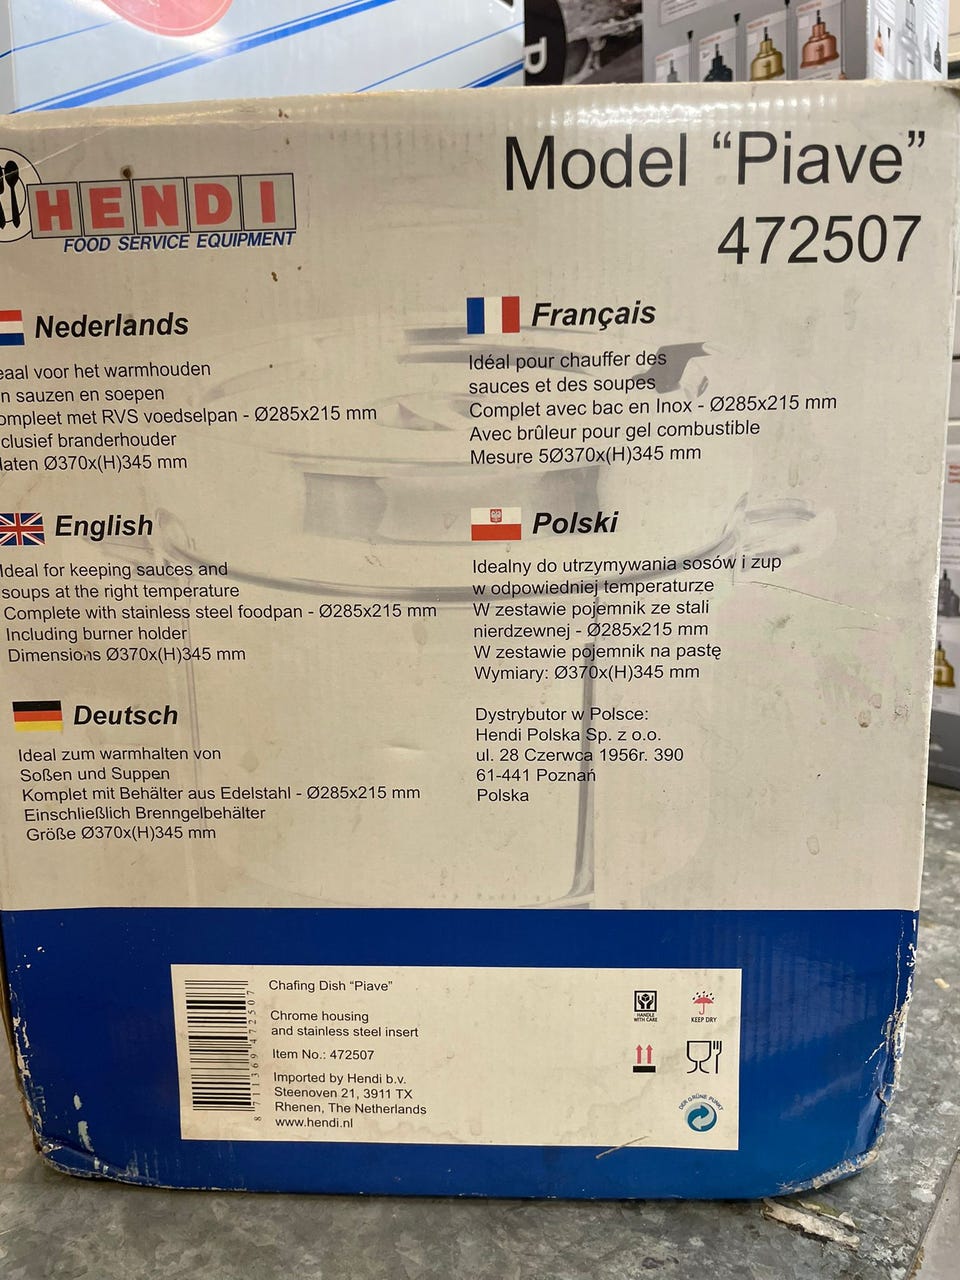 HENDI
FOOD SERVICE EQUIPMENT
Model “Piave”
472507
Nederlands
eaal voor het warmhouden
n sauzen en soepen
ompleet met RVS voedselpan - Ø285x215 mm
clusief branderhouder
aten Ø370x(H)345 mm
English
Ideal for keeping sauces and
soups at the right temperature
Complete with stainless steel foodpan - Ø285x215 mm
Including burner holder
Dimensions Ø370x(H)345 mm
Deutsch
Ideal zum warmhalten von
Soßen und Suppen
Komplet mit Behälter aus Edelstahl - Ø285x215 mm
Einschließlich Brenngelbehälter
Größe Ø370x(H)345 mm
Français
Idéal pour chauffer des
sauces et des soupes
Complet avec bac en Inox - Ø285x215 mm
Avec brûleur pour gel combustible
Mesure 5Ø370x(H)345 mm
Polski
Idealny do utrzymywania sosów i zup
w odpowiedniej temperaturze
W zestawie pojemnik ze stali
nierdzewnej - Ø285x215 mm
W zestawie pojemnik na pastę
Wymiary: Ø370x(H)345 mm
Dystrybutor w Polsce:
Hendi Polska Sp. z o.o.
ul. 28 Czerwca 1956r. 390
61-441 Poznań
Polska
8 711369 472507
Chafing Dish “Piave”
Chrome housing
and stainless steel insert
Item No.: 472507
Imported by Hendi b.v.
Steenoven 21, 3911 TX
Rhenen, The Netherlands
www.hendi.nl
HANDLE
WITH CARE
KEEP DRY
DER GRÜNE PUNKT